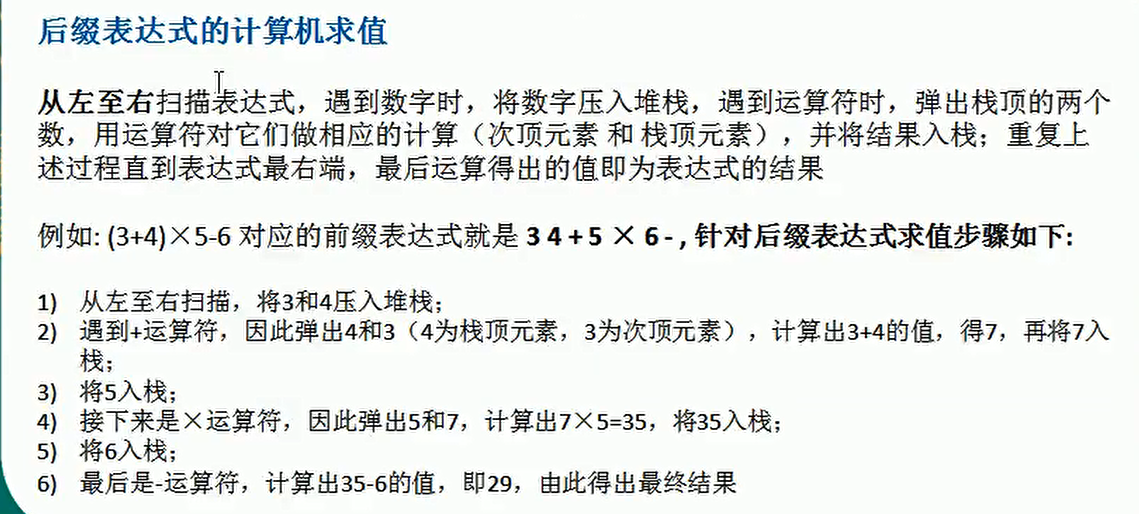 后缀表达式的计算机求值
从左至右扫描表达式，遇到数字时，将数字压入堆栈，遇到运算符时，弹出栈顶的两个
数，用运算符对它们做相应的计算（次顶元素 和 栈顶元素），并将结果入栈；重复上
述过程直到表达式最右端，最后运算得出的值即为表达式的结果
例如: (3+4)×5-6 对应的前缀表达式就是 3 4 + 5 × 6 - , 针对后缀表达式求值步骤如下:
1) 从左至右扫描，将3和4压入堆栈；
2) 遇到+运算符，因此弹出4和3（4为栈顶元素，3为次顶元素），计算出3+4的值，得7，再将7入
栈；
3) 将5入栈；
4) 接下来是×运算符，因此弹出5和7，计算出7×5=35，将35入栈；
5) 将6入栈；
6) 最后是-运算符，计算出35-6的值，即29，由此得出最终结果